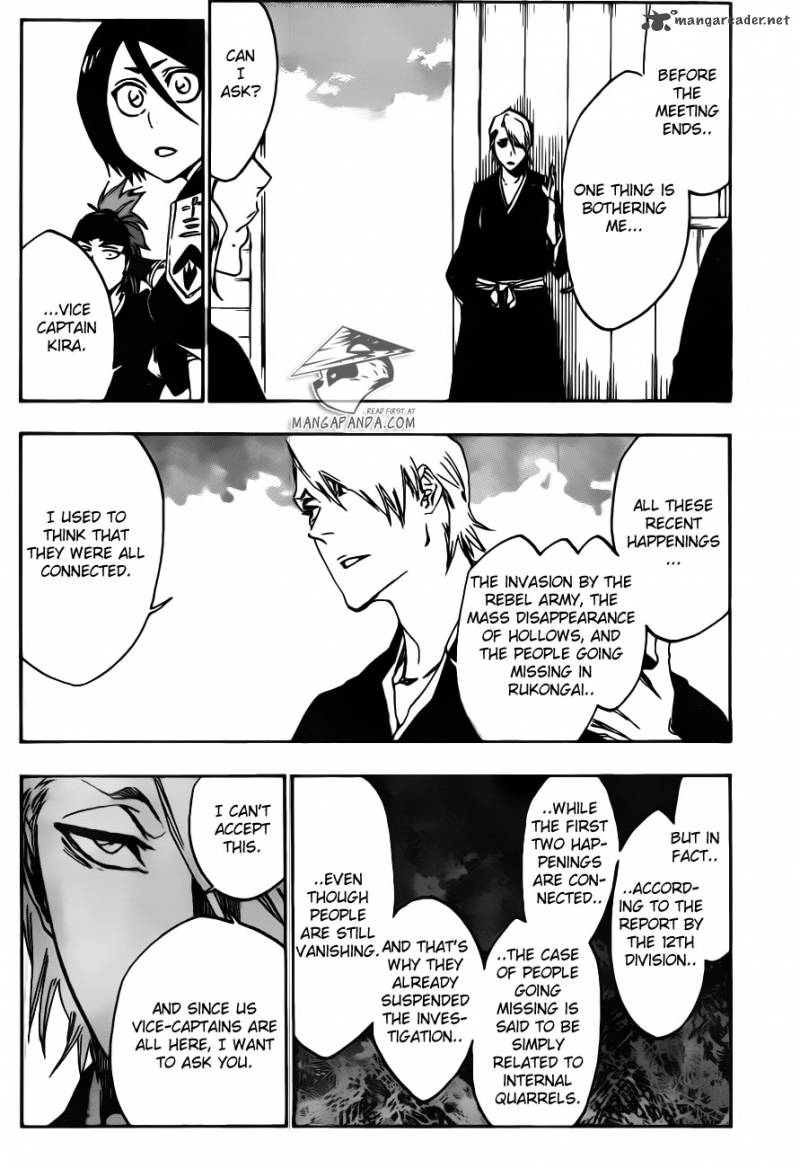 mangareader.net
BEFORE
THE
MEETING
ENDS..
ONE THING IS
BOTHERING
ME...
CAN
I
ASK?
...VICE
CAPTAIN
KIRA.
READ FIRST AT
MANGAPANDA.COM
ALL THESE
RECENT
HAPPENINGS
...
THE INVASION BY THE
REBEL ARMY, THE
MASS DISAPPEARANCE
OF HOLLOWS, AND
THE PEOPLE GOING
MISSING IN
RUKONGAI..
I USED TO
THINK THAT
THEY WERE ALL
CONNECTED.
BUT IN
FACT..
..ACCORD-
ING TO THE
REPORT BY
THE 12TH
DIVISION..
..WHILE
THE FIRST
TWO HAP-
PENINGS
ARE CON-
NECTED..
..THE CASE OF
PEOPLE
GOING
MISSING IS
SAID TO BE
SIMPLY
RELATED TO
INTERNAL
QUARRELS.
AND THAT'S
WHY THEY
ALREADY
SUSPENDED
THE INVES-
TIGATION..
..EVEN
THOUGH
PEOPLE
ARE STILL
VANISHING.
I CAN'T
ACCEPT
THIS.
AND SINCE US
VICE-CAPTAINS ARE
ALL HERE, I WANT
TO ASK YOU.